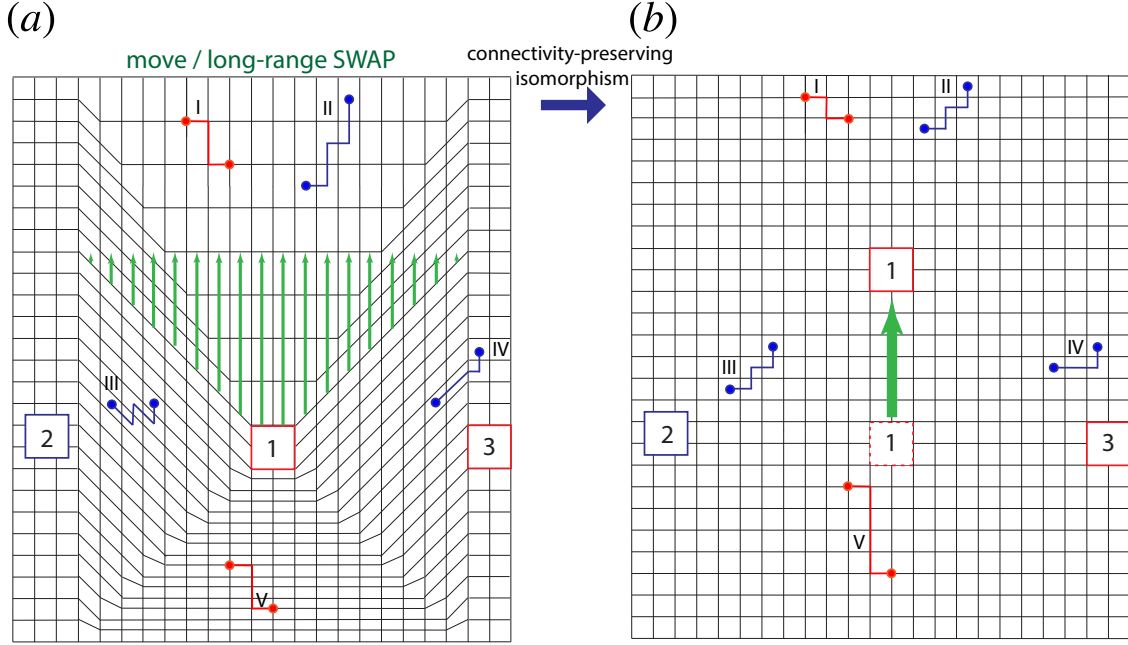 (a)
(b)
move / long-range SWAP
connectivity-preserving
isomorphism
I
II
III
IV
2
1
3
V
I
II
1
III
IV
2
1
3
V